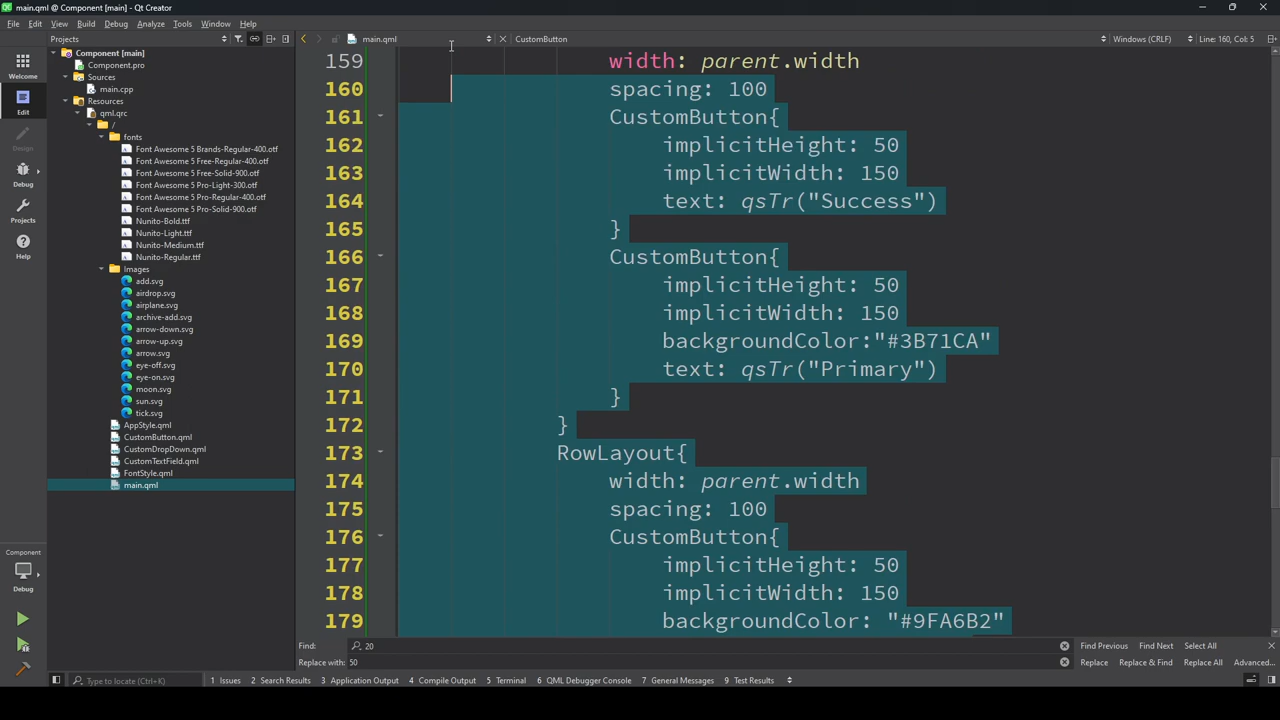 main.qml @ Component [main] - Qt Creator
File Edit View Build Debug Analyze Tools Window Help
Projects
main.qml
CustomButton
Windows (CRLF)
Line: 160, Col: 5
Welcome
Edit
Design
Debug
Projects
Help
Component
Debug
Component [main]
Component.pro
Sources
main.cpp
Resources
qml.qrc
/
fonts
Font Awesome 5 Brands-Regular-400.otf
Font Awesome 5 Free-Regular-400.otf
Font Awesome 5 Free-Solid-900.otf
Font Awesome 5 Pro-Light-300.otf
Font Awesome 5 Pro-Regular-400.otf
Font Awesome 5 Pro-Solid-900.otf
Nunito-Bold.ttf
Nunito-Light.ttf
Nunito-Medium.ttf
Nunito-Regular.ttf
Images
add.svg
airdrop.svg
airplane.svg
archive-add.svg
arrow-down.svg
arrow-up.svg
arrow.svg
eye-off.svg
eye-on.svg
moon.svg
sun.svg
tick.svg
AppStyle.qml
CustomButton.qml
CustomDropDown.qml
CustomTextField.qml
FontStyle.qml
main.qml
159 width: parent.width
160 spacing: 100
161 CustomButton{
162 implicitHeight: 50
163 implicitWidth: 150
164 text: qsTr("Success")
165 }
166 CustomButton{
167 implicitHeight: 50
168 implicitWidth: 150
169 backgroundColor:"#3B71CA"
170 text: qsTr("Primary")
171 }
172 }
173 RowLayout{
174 width: parent.width
175 spacing: 100
176 CustomButton{
177 implicitHeight: 50
178 implicitWidth: 150
179 backgroundColor: "#9FA6B2"
Find: 20 Find Previous Find Next Select All
Replace with: 50 Replace Replace & Find Replace All Advanced...
Type to locate (Ctrl+K) 1 Issues 2 Search Results 3 Application Output 4 Compile Output 5 Terminal 6 QML Debugger Console 7 General Messages 9 Test Results